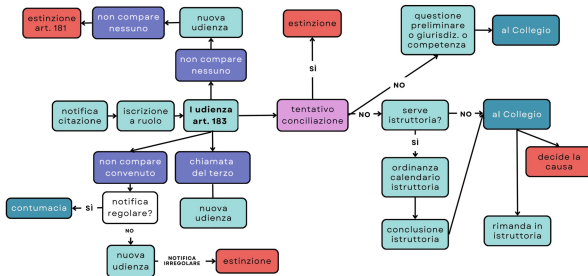 estinzione
art. 181
non compare
nessuno
nuova
udienza
estinzione
questione
preliminare
o giurisdiz. o
competenza
al Collegio
non compare
nessuno
SÌ
NO
notifica
citazione
iscrizione
a ruolo
I udienza
art. 183
tentativo
conciliazione
NO
serve
istruttoria?
NO
al Collegio
SÌ
non compare
convenuto
chiamata
del terzo
ordinanza
calendario
istruttoria
decide la
causa
contumacia
SÌ
notifica
regolare?
nuova
udienza
conclusione
istruttoria
rimanda in
istruttoria
NO
nuova
udienza
NOTIFICA
IRREGOLARE
estinzione